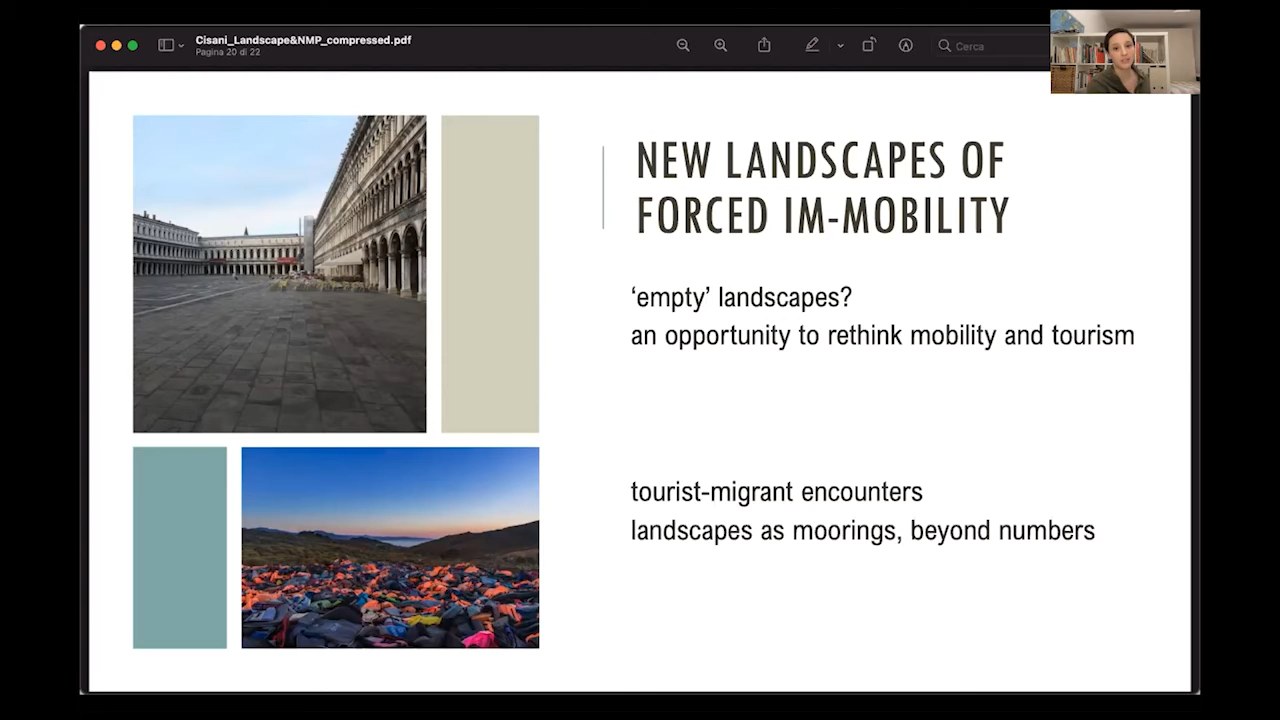 Cisani_Landscape&NMP_compressed.pdf
Pagina 20 di 22
Cerca
NEW LANDSCAPES OF
FORCED IM-MOBILITY
‘empty’ landscapes?
an opportunity to rethink mobility and tourism
tourist-migrant encounters
landscapes as moorings, beyond numbers